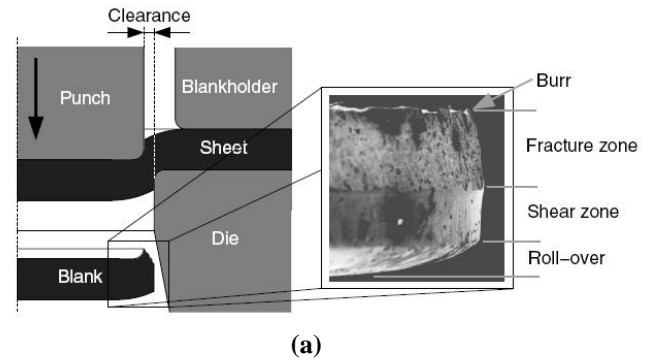 Clearance
Punch
Blankholder
Sheet
Die
Blank
Burr
Fracture zone
Shear zone
Roll-over
(a)